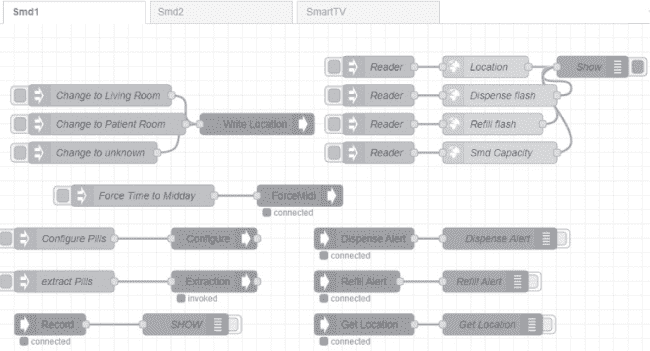 Smd1 Smd2 SmartTV
Reader Location Show
Change to Living Room Reader Dispense flash
Change to Patient Room Write Location Reader Refill flash
Change to unknown Reader Smd Capacity
Force Time to Midday ForceMidi
connected
Configure Pills Configure Dispense Alert Dispense Alert
connected
extract Pills Extraction Refill Alert Refill Alert
invoked connected
Record SHOW Get Location Get Location
connected connected